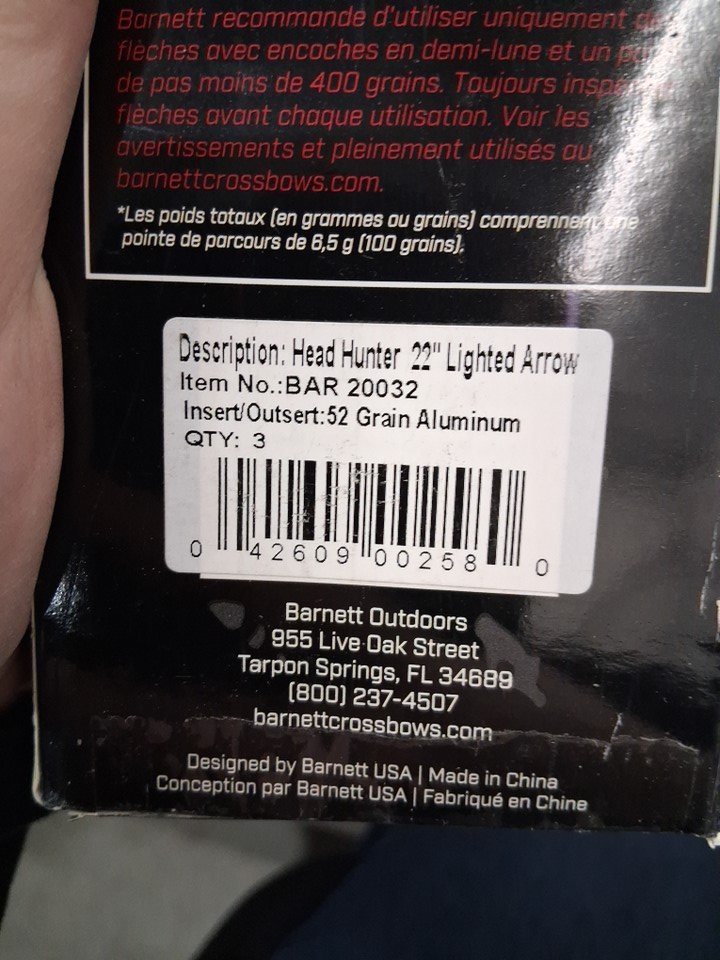 Barnett recommande d'utiliser uniquement
flèches avec encoches en demi-lune et un
de pas moins de 400 grains. Toujours
flèches avant chaque utilisation. Voir les
avertissements et pleinement utilisés au
barnettcrossbows.com.
*Les poids totaux (en grammes ou grains) comprennent une
pointe de parcours de 6,5 g (100 grains).
Description: Head Hunter 22" Lighted Arrow
Item No.:BAR 20032
Insert/Outsert:52 Grain Aluminum
QTY: 3
0 42609 00258 0
Barnett Outdoors
955 Live Oak Street
Tarpon Springs, FL 34689
(800) 237-4507
barnettcrossbows.com
Designed by Barnett USA | Made in China
Conception par Barnett USA | Fabriqué en Chine